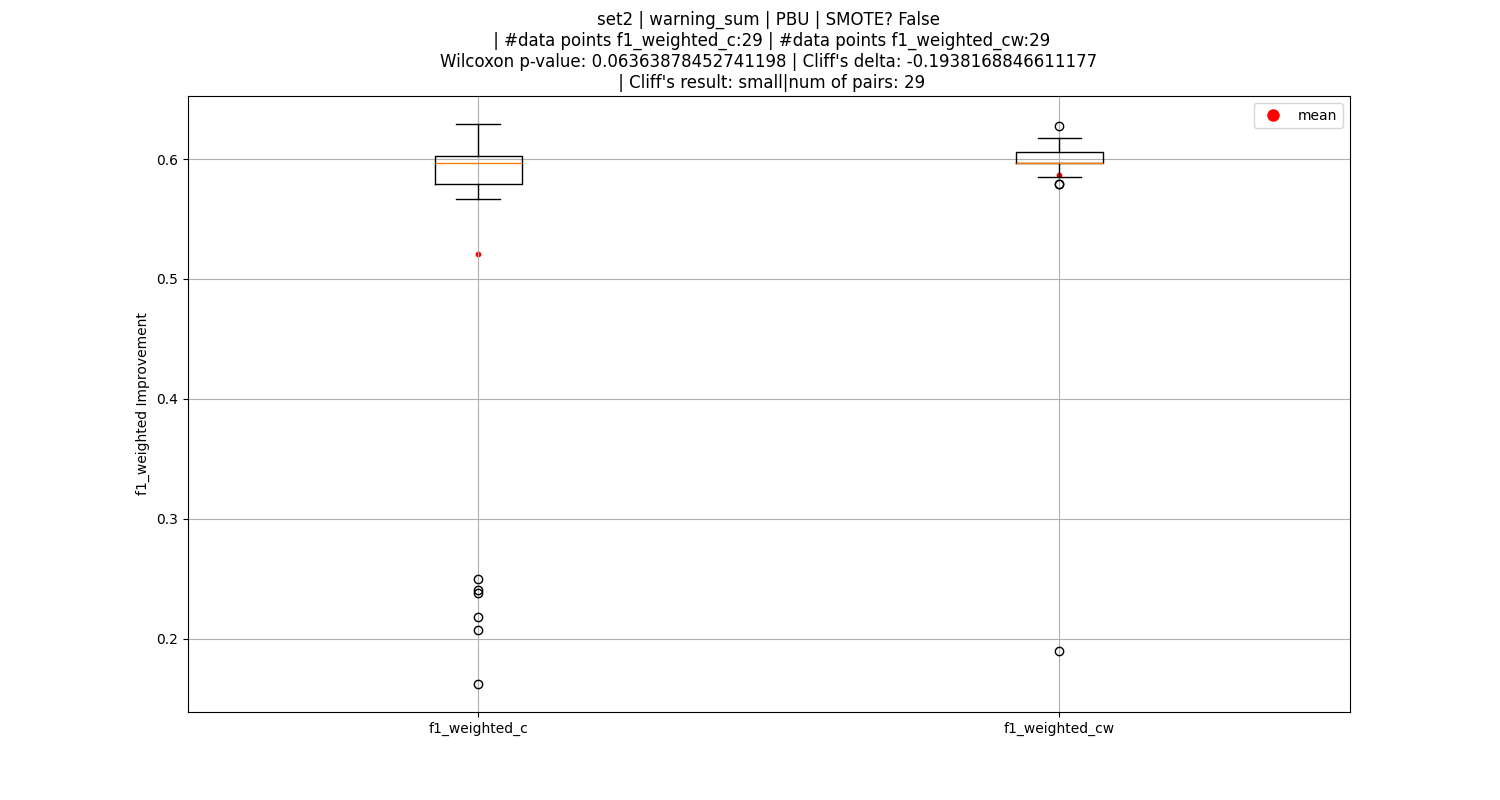 set2 | warning_sum | PBU | SMOTE? False
| #data points f1_weighted_c:29 | #data points f1_weighted_cw:29
Wilcoxon p-value: 0.06363878452741198 | Cliff's delta: -0.1938168846611177
| Cliff's result: small|num of pairs: 29
mean
0.6
0.5
0.4
0.3
0.2
f1_weighted Improvement
f1_weighted_c
f1_weighted_cw